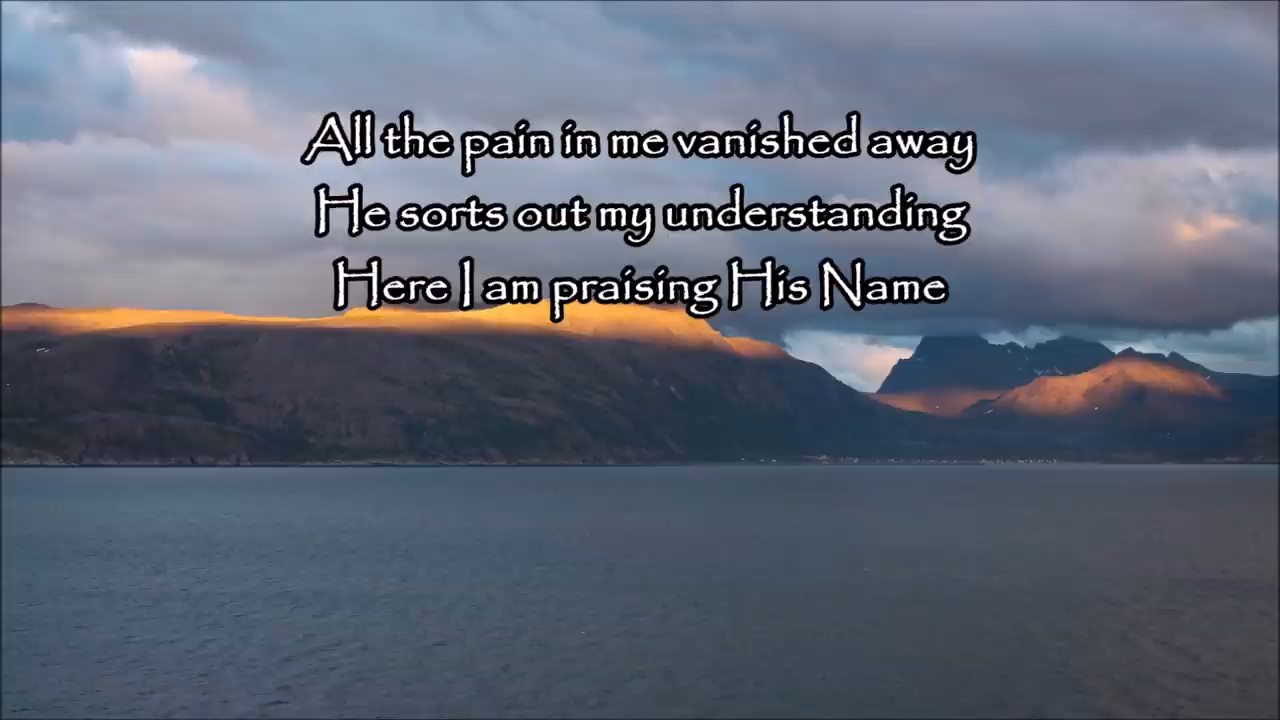 All the pain in me vanished away
He sorts out my understanding
Here I am praising His Name